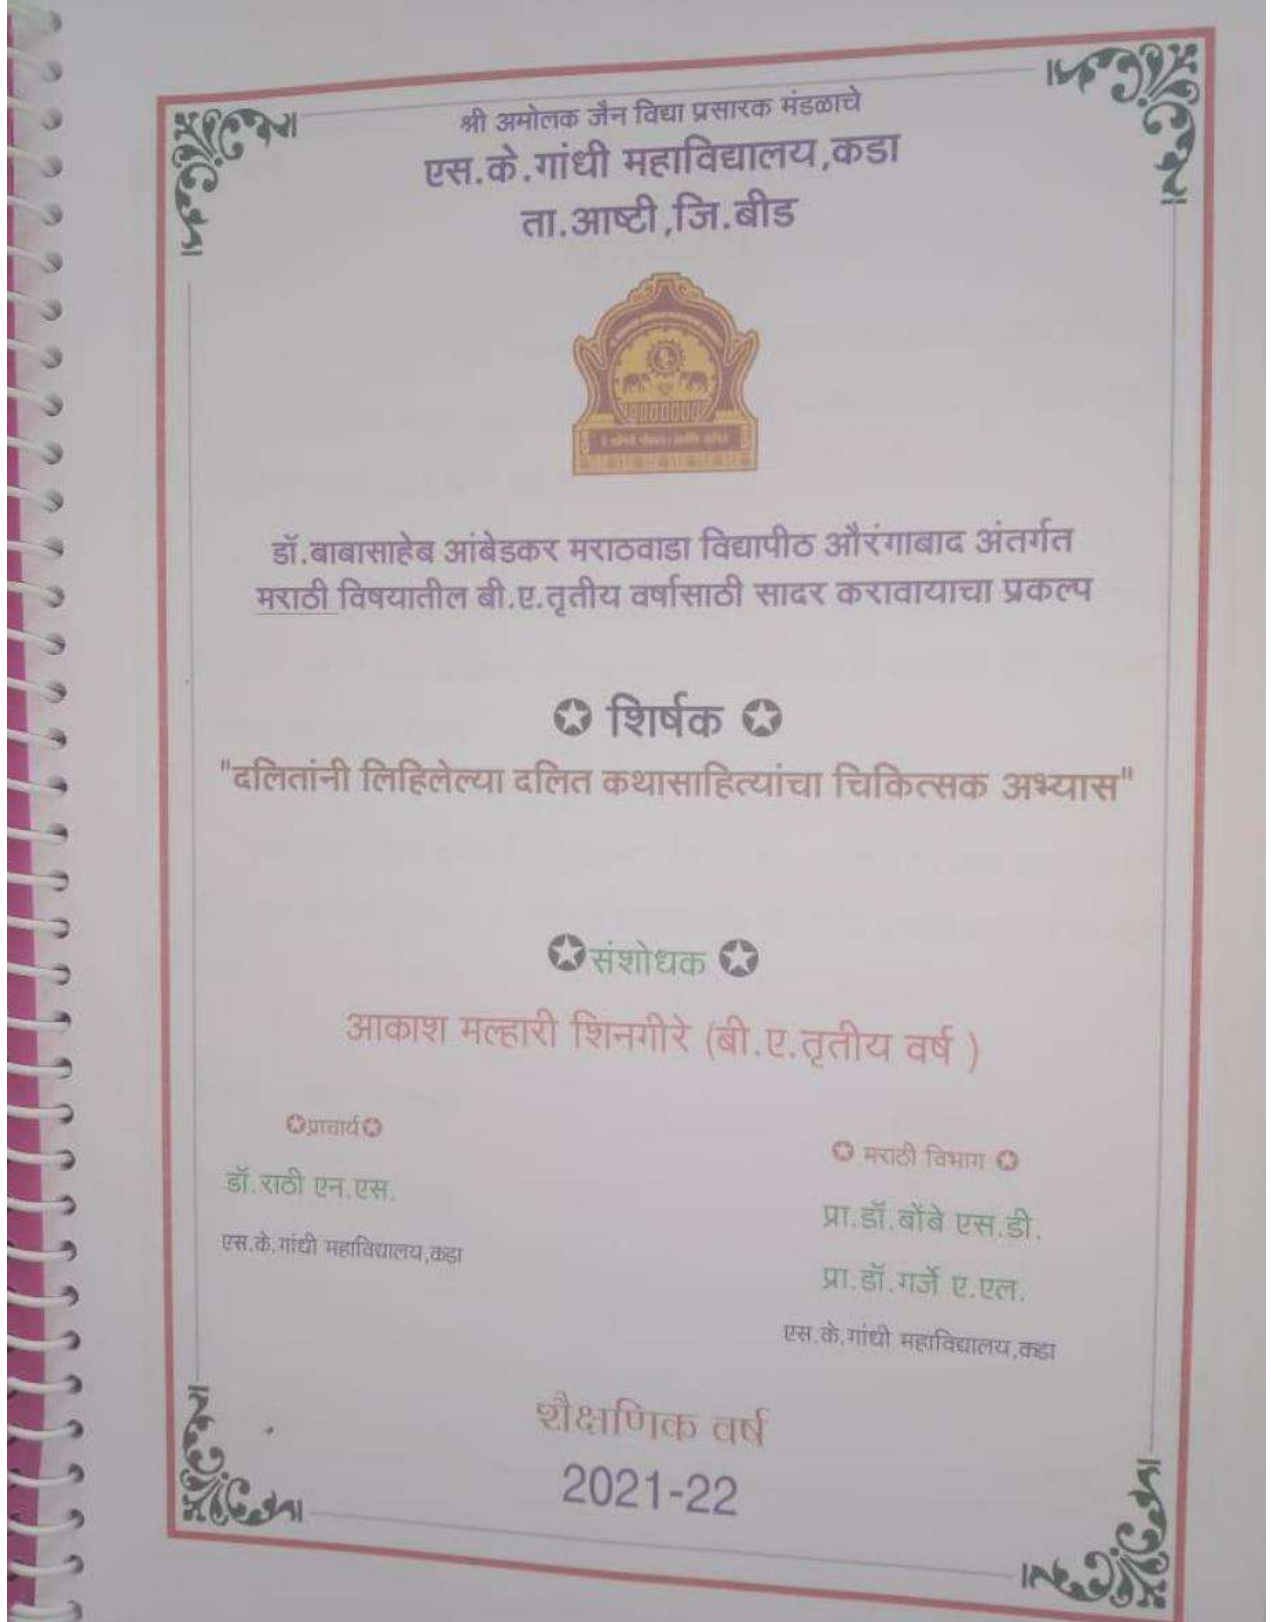 श्री अमोलक जैन विद्या प्रसारक मंडळाचे
एस.के.गांधी महाविद्यालय,कडा
ता.आष्टी,जि.बीड
डॉ.बाबासाहेब आंबेडकर मराठवाडा विद्यापीठ औरंगाबाद अंतर्गत
मराठी विषयातील बी.ए.तृतीय वर्षासाठी सादर करावायाचा प्रकल्प
✪ शिर्षक ✪
"दलितांनी लिहिलेल्या दलित कथासाहित्यांचा चिकित्सक अभ्यास"
✪संशोधक ✪
आकाश मल्हारी शिनगीरे (बी.ए.तृतीय वर्ष )
✪प्राचार्य✪
डॉ.राठी एन.एस.
एस.के.गांधी महाविद्यालय,कडा
✪ मराठी विभाग ✪
प्रा.डॉ.बोंबे एस.डी.
प्रा.डॉ.गर्जे ए.एल.
एस.के.गांधी महाविद्यालय,कडा
शैक्षणिक वर्ष
2021-22